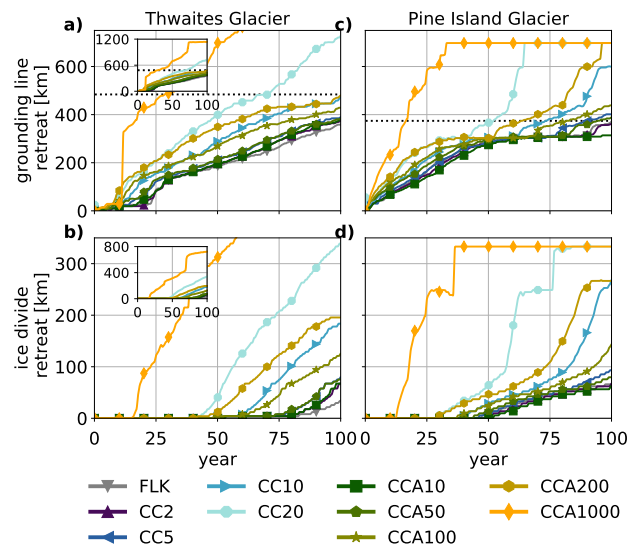 Thwaites Glacier
Pine Island Glacier
a)
c)
1200
600
0
0 50 100
600
400
200
0
grounding line
retreat [km]
b)
d)
800
400
0
0 50 100
300
200
100
0
ice divide
retreat [km]
0 25 50 75 100
0 25 50 75 100
year
year
FLK
CC2
CC5
CC10
CC20
CCA10
CCA50
CCA100
CCA200
CCA1000